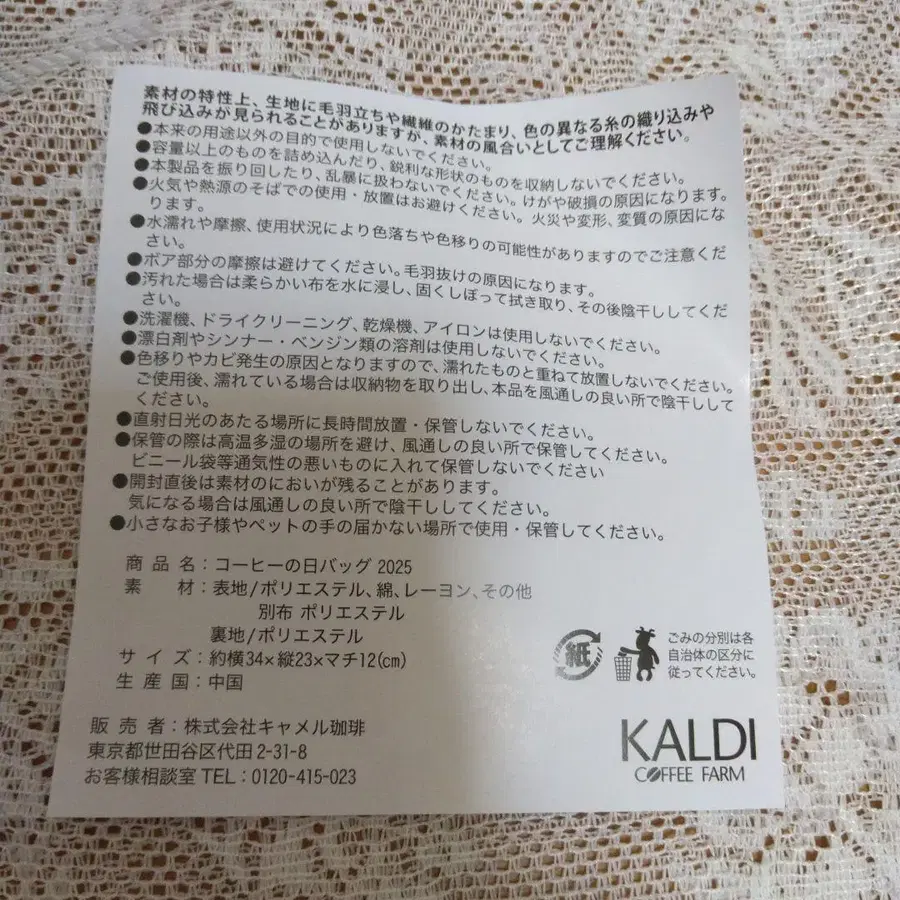 素材の特性上、生地に毛羽立ちや繊維のかたまり、色の異なる糸の織り込みや
飛び込みが見られることがありますが、素材の風合いとしてご理解ください。
●本来の用途以外の目的で使用しないでください。
●容量以上のものを詰め込んだり、鋭利な形状のものを収納しないでください。
●本製品を振り回したり、乱暴に扱わないでください。けがや破損の原因になります。
●火気や熱源のそばでの使用・放置はお避けください。火災や変形、変質の原因にな
ります。
●水濡れや摩擦、使用状況により色落ちや色移りの可能性がありますのでご注意くだ
さい。
●ボア部分の摩擦は避けてください。毛羽抜けの原因になります。
●汚れた場合は柔らかい布を水に浸し、固くしぼって拭き取り、その後陰干ししてくだ
さい。
●洗濯機、ドライクリーニング、乾燥機、アイロンは使用しないでください。
●漂白剤やシンナー・ベンジン類の溶剤は使用しないでください。
●色移りやカビ発生の原因となりますので、濡れたものと重ねて放置しないでください。
ご使用後、濡れている場合は収納物を取り出し、本品を風通しの良い所で陰干しして
ください。
●直射日光のあたる場所に長時間放置・保管しないでください。
●保管の際は高温多湿の場所を避け、風通しの良い所で保管してください。
ビニール袋等通気性の悪いものに入れて保管しないでください
●開封直後は素材のにおいが残ることがあります。
気になる場合は風通しの良い所で陰干ししてください。
●小さなお子様やペットの手の届かない場所で使用・保管してください。
商品名：コーヒーの日バッグ 2025
素材：表地/ポリエステル、綿、レーヨン、その他
別布 ポリエステル
裏地/ポリエステル
サイズ：約横34×縦23×マチ12(cm)
生産国：中国
紙
ごみの分別は各
自治体の区分に
従ってください。
販売者：株式会社キャメル珈琲
東京都世田谷区代田2-31-8
お客様相談室 TEL：0120-415-023
KALDI
COFFEE FARM